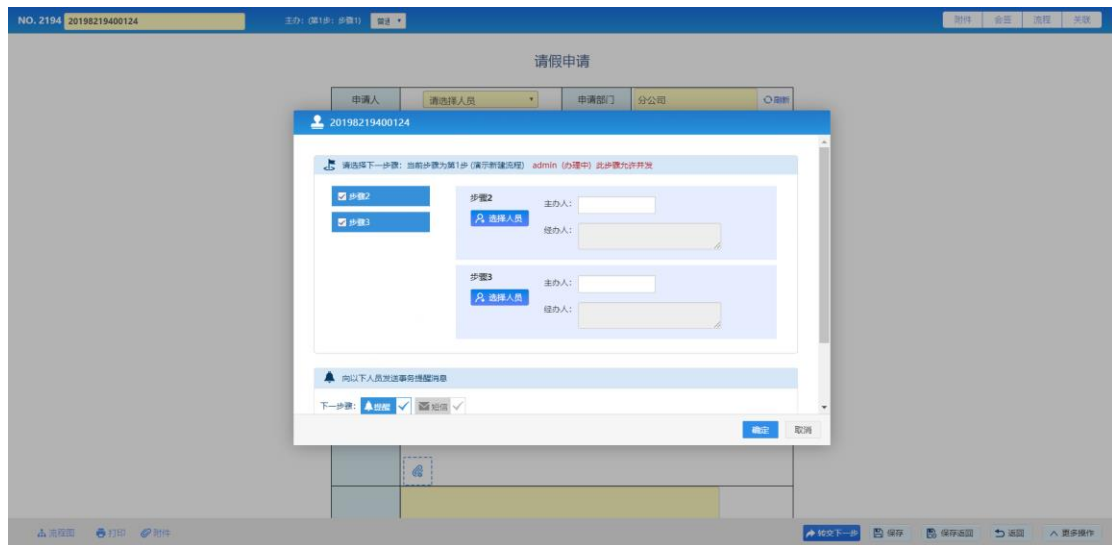 NO. 2194 20198219400124 主办: (第1步: 步骤1) 普通 附件 会签 流程 关联
请假申请
申请人 请选择人员 申请部门 分公司 刷新
20198219400124
请选择下一步骤: 当前步骤为第1步 (演示新建流程) admin (办理中) 此步骤允许并发
步骤2
步骤3
步骤2
主办人:
选择人员
经办人:
步骤3
主办人:
选择人员
经办人:
向以下人员发送事务提醒消息
下一步骤: 提醒 短信
确定 取消
流程图 打印 附件 转交下一步 保存 保存返回 返回 更多操作